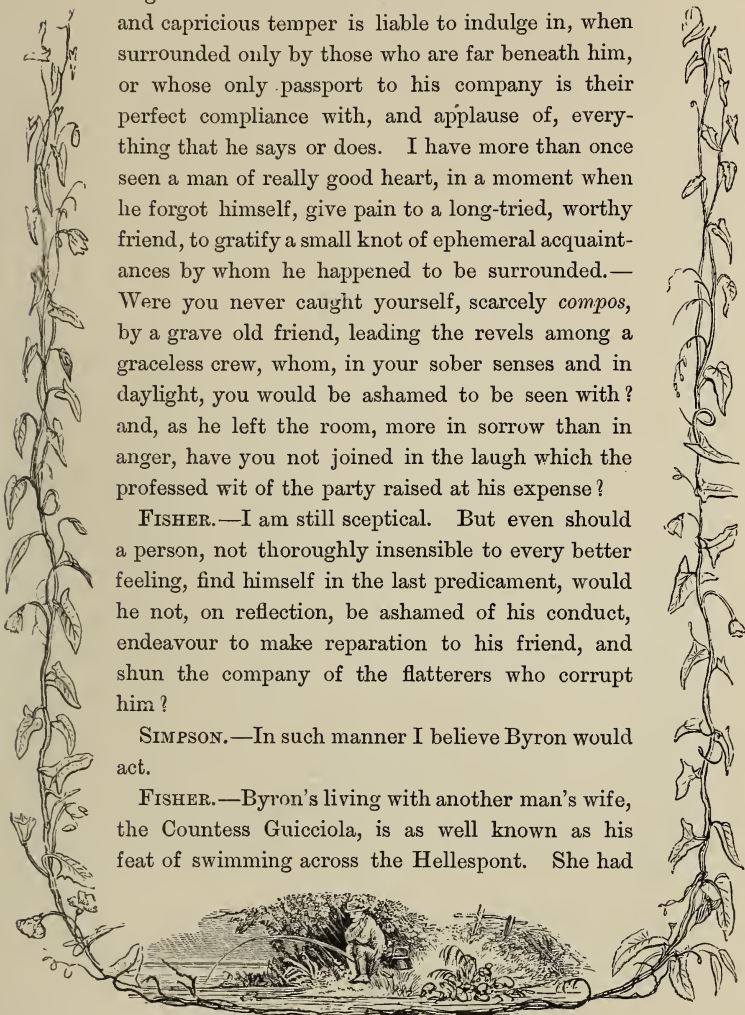 and capricious temper is liable to indulge in, when
surrounded only by those who are far beneath him,
or whose only passport to his company is their
perfect compliance with, and applause of, every-
thing that he says or does. I have more than once
seen a man of really good heart, in a moment when
he forgot himself, give pain to a long-tried, worthy
friend, to gratify a small knot of ephemeral acquaint-
ances by whom he happened to be surrounded.—
Were you never caught yourself, scarcely compos,
by a grave old friend, leading the revels among a
graceless crew, whom, in your sober senses and in
daylight, you would be ashamed to be seen with?
and, as he left the room, more in sorrow than in
anger, have you not joined in the laugh which the
professed wit of the party raised at his expense?
FISHER.—I am still sceptical. But even should
a person, not thoroughly insensible to every better
feeling, find himself in the last predicament, would
he not, on reflection, be ashamed of his conduct,
endeavour to make reparation to his friend, and
shun the company of the flatterers who corrupt
him?
SIMPSON.—In such manner I believe Byron would
act.
FISHER.—Byron's living with another man's wife,
the Countess Guicciola, is as well known as his
feat of swimming across the Hellespont. She had